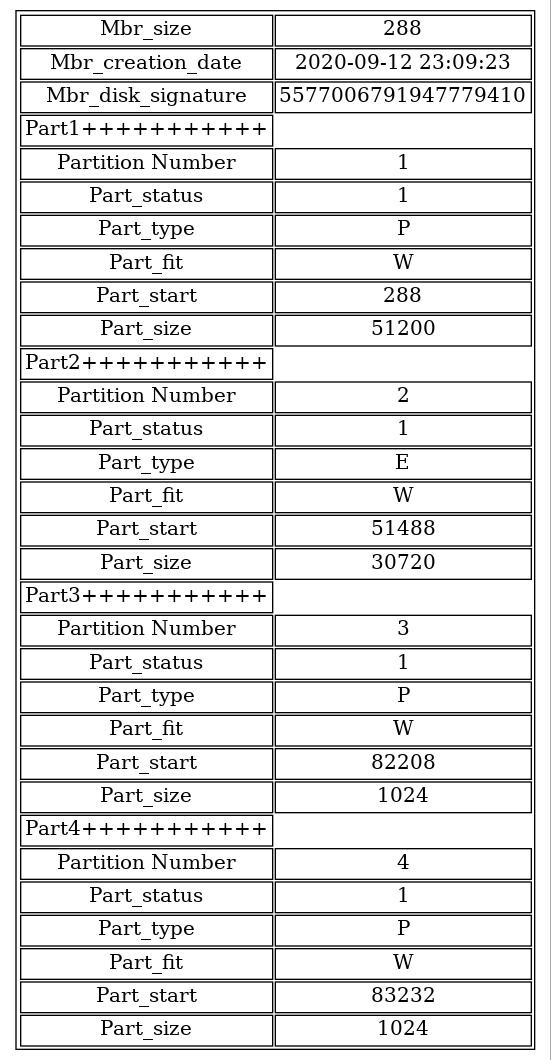 Mbr_size 288
Mbr_creation_date 2020-09-12 23:09:23
Mbr_disk_signature 5577006791947779410
Part1+++++++++++
Partition Number 1
Part_status 1
Part_type P
Part_fit W
Part_start 288
Part_size 51200
Part2+++++++++++
Partition Number 2
Part_status 1
Part_type E
Part_fit W
Part_start 51488
Part_size 30720
Part3+++++++++++
Partition Number 3
Part_status 1
Part_type P
Part_fit W
Part_start 82208
Part_size 1024
Part4+++++++++++
Partition Number 4
Part_status 1
Part_type P
Part_fit W
Part_start 83232
Part_size 1024